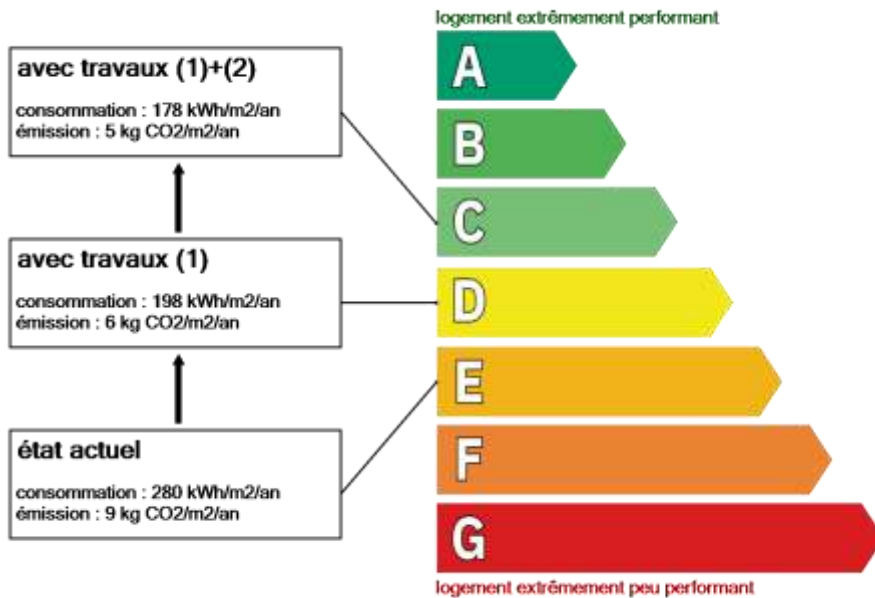 logement extrêmement performant
avec travaux (1)+(2)
consommation : 178 kWh/m2/an
émission : 5 kg CO2/m2/an
avec travaux (1)
consommation : 198 kWh/m2/an
émission : 6 kg CO2/m2/an
état actuel
consommation : 280 kWh/m2/an
émission : 9 kg CO2/m2/an
A
B
C
D
E
F
G
logement extrêmement peu performant